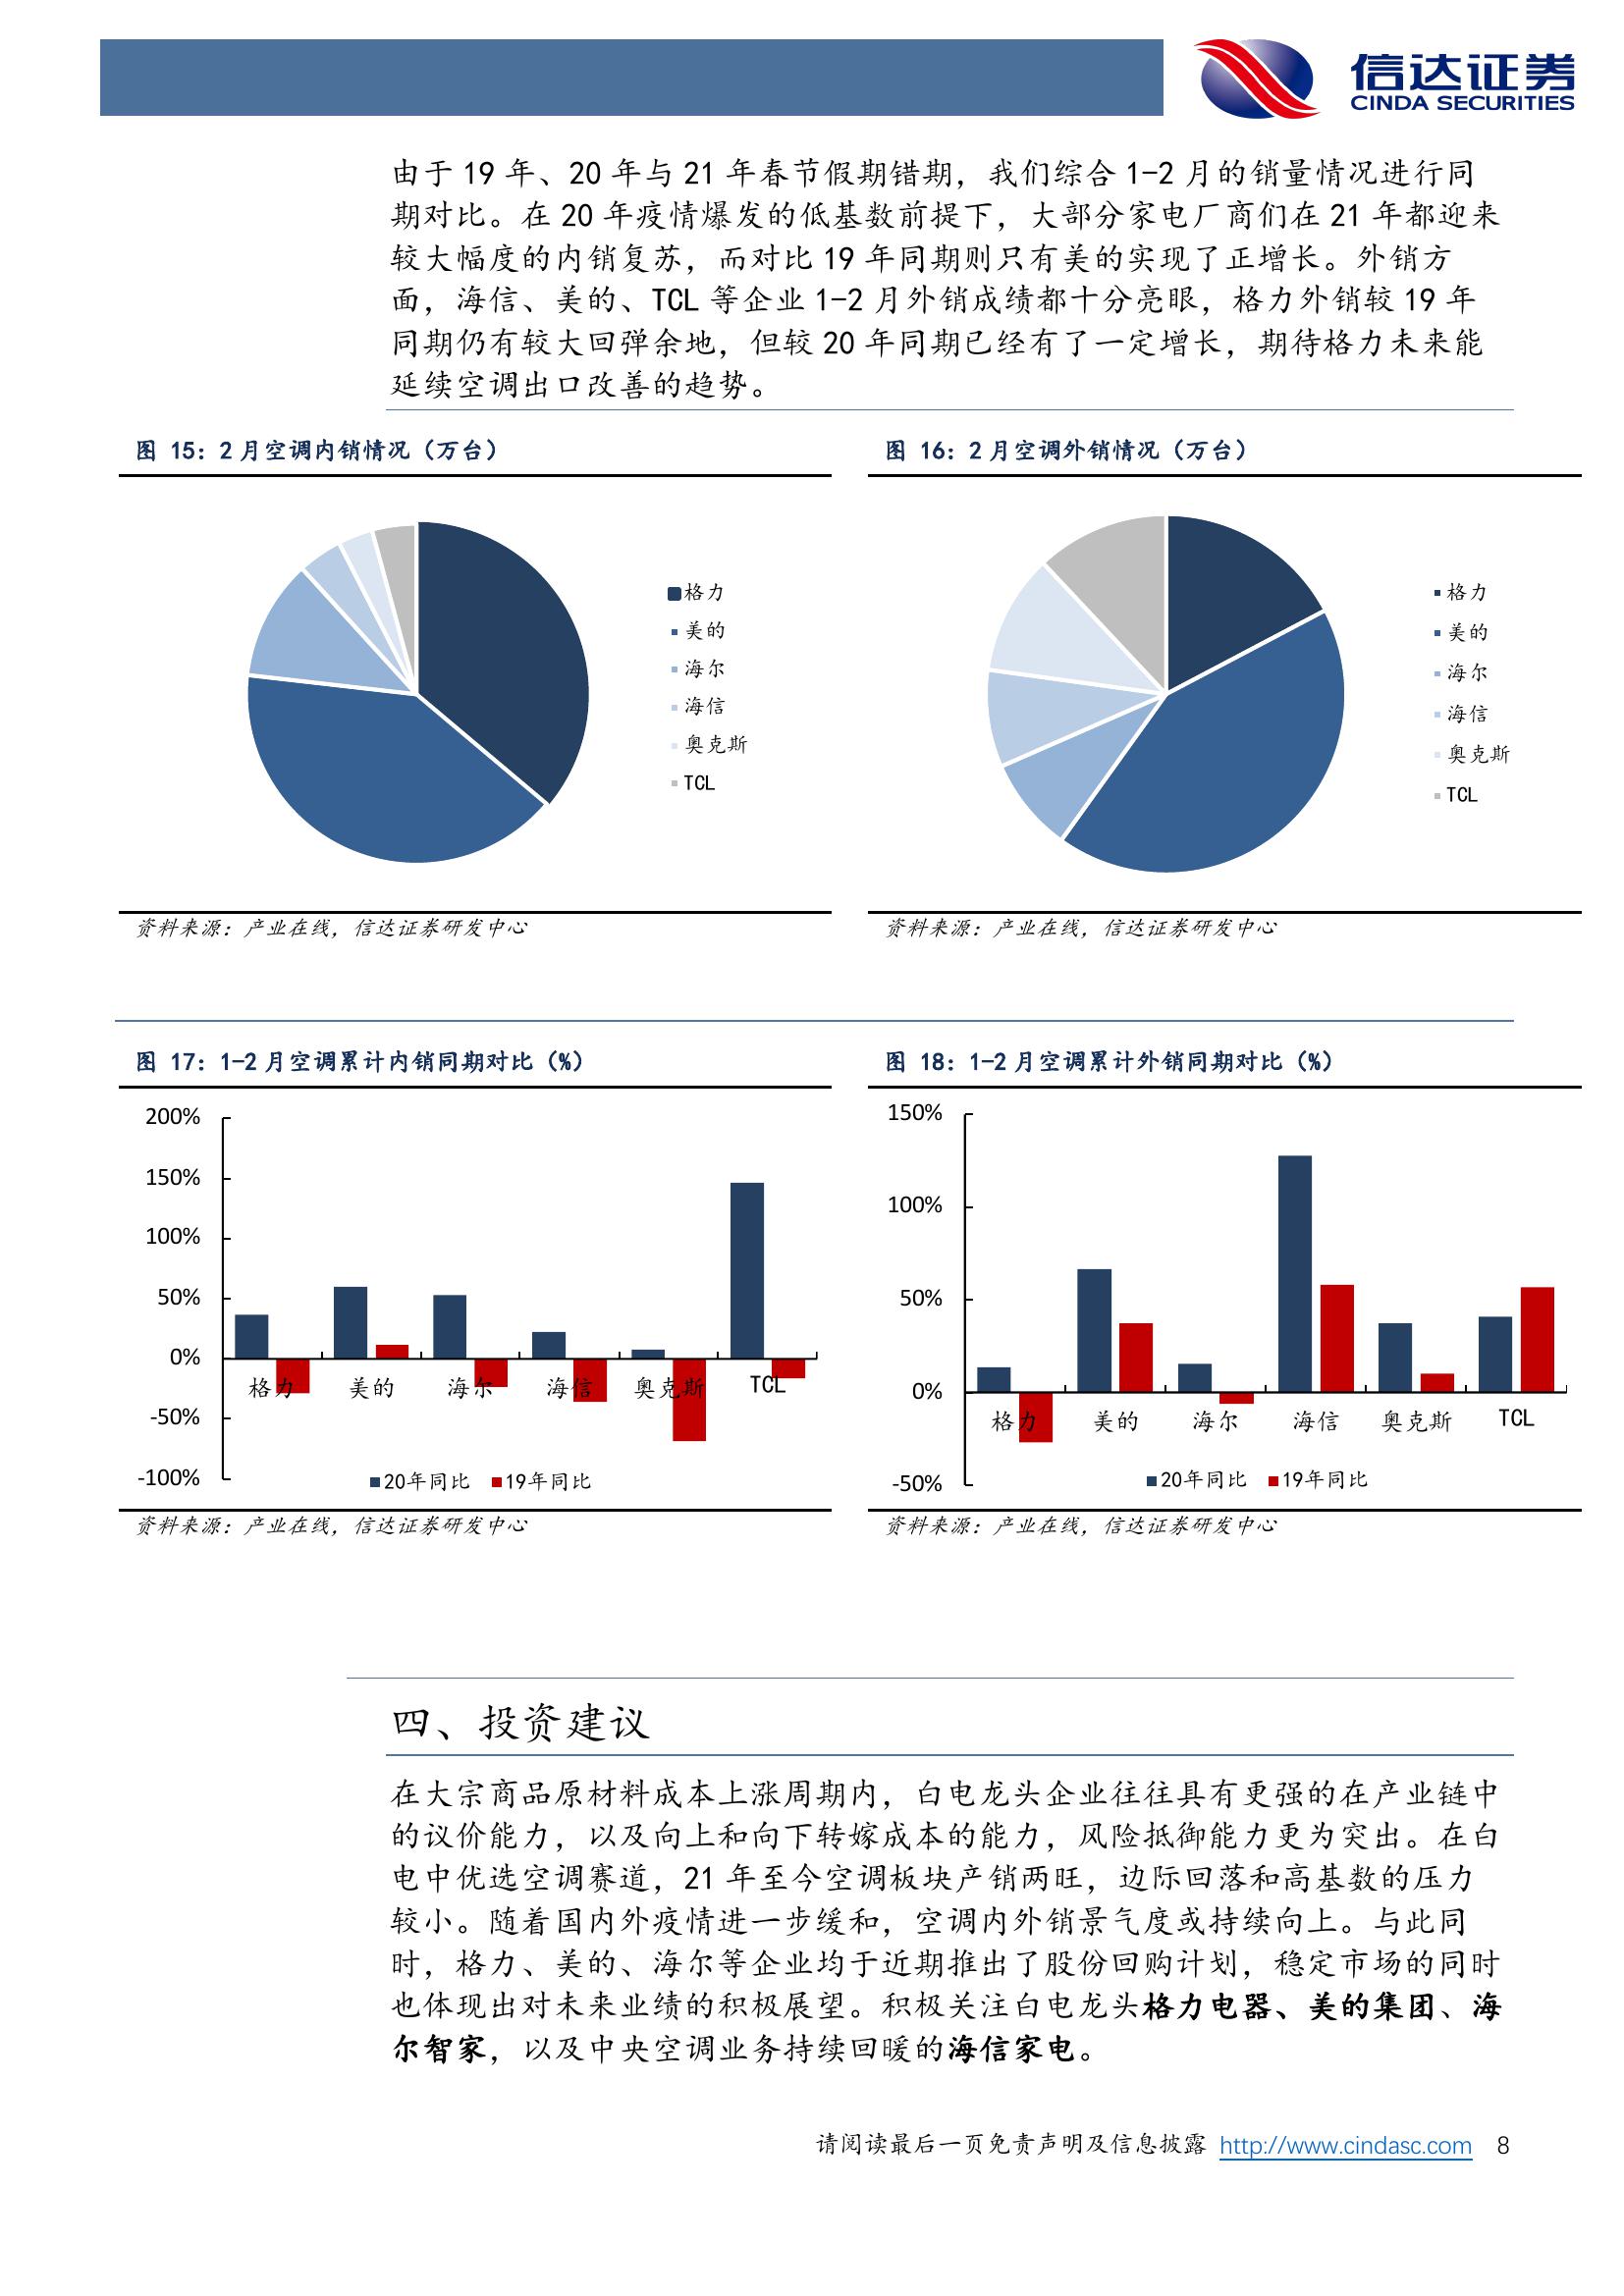 信达证券
CINDA SECURITIES
由于 19 年、20 年与 21 年春节假期错期，我们综合 1-2 月的销量情况进行同
期对比。在 20 年疫情爆发的低基数前提下，大部分家电厂商们在 21 年都迎来
较大幅度的内销复苏，而对比 19 年同期则只有美的实现了正增长。外销方
面，海信、美的、TCL 等企业 1-2 月外销成绩都十分亮眼，格力外销较 19 年
同期仍有较大回弹余地，但较 20 年同期已经有了一定增长，期待格力未来能
延续空调出口改善的趋势。
图 15：2 月空调内销情况（万台）
格力
美的
海尔
海信
奥克斯
TCL
资料来源：产业在线，信达证券研发中心
图 16：2 月空调外销情况（万台）
格力
美的
海尔
海信
奥克斯
TCL
资料来源：产业在线，信达证券研发中心
图 17：1-2 月空调累计内销同期对比（%）
200%
150%
100%
50%
0%
-50%
-100%
格力 美的 海尔 海信 奥克斯 TCL
20年同比 19年同比
资料来源：产业在线，信达证券研发中心
图 18：1-2 月空调累计外销同期对比（%）
150%
100%
50%
0%
-50%
格力 美的 海尔 海信 奥克斯 TCL
20年同比 19年同比
资料来源：产业在线，信达证券研发中心
四、投资建议
在大宗商品原材料成本上涨周期内，白电龙头企业往往具有更强的在产业链中
的议价能力，以及向上和向下转嫁成本的能力，风险抵御能力更为突出。在白
电中优选空调赛道，21 年至今空调板块产销两旺，边际回落和高基数的压力
较小。随着国内外疫情进一步缓和，空调内外销景气度或持续向上。与此同
时，格力、美的、海尔等企业均于近期推出了股份回购计划，稳定市场的同时
也体现出对未来业绩的积极展望。积极关注白电龙头格力电器、美的集团、海
尔智家，以及中央空调业务持续回暖的海信家电。
请阅读最后一页免责声明及信息披露 http://www.cindasc.com 8